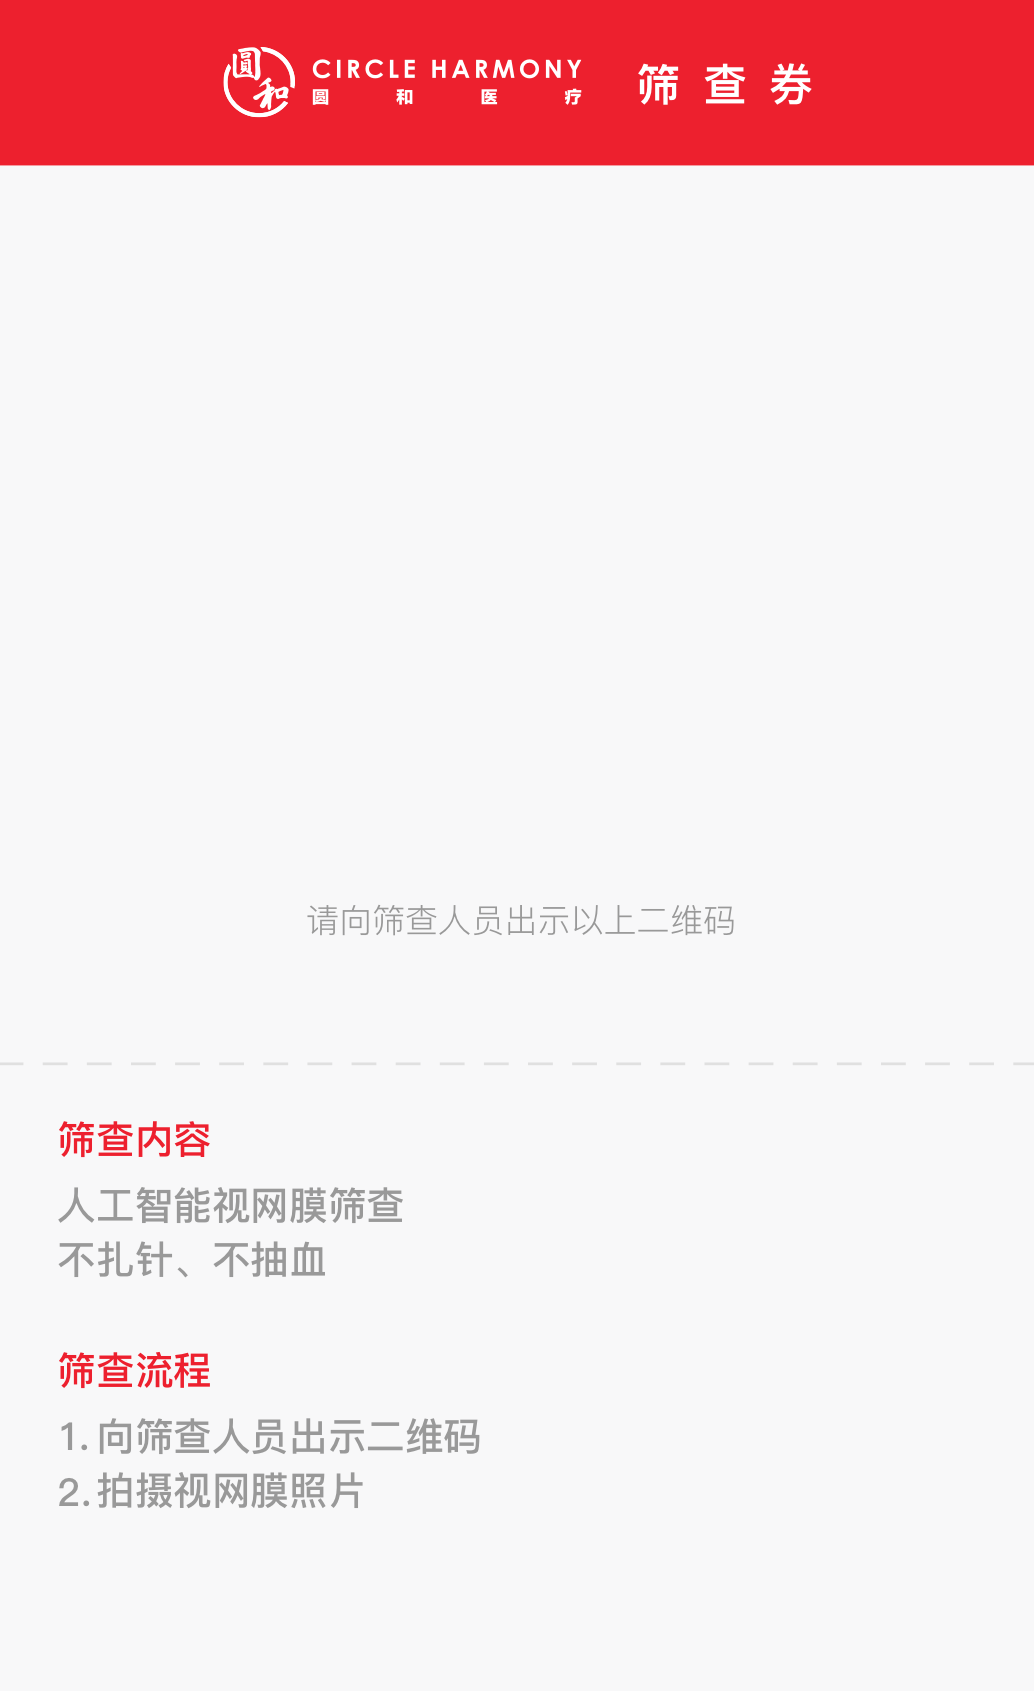 圆和
CIRCLE HARMONY
圆和医疗
筛查券
请向筛查人员出示以上二维码
筛查内容
人工智能视网膜筛查
不扎针、不抽血
筛查流程
1. 向筛查人员出示二维码
2. 拍摄视网膜照片